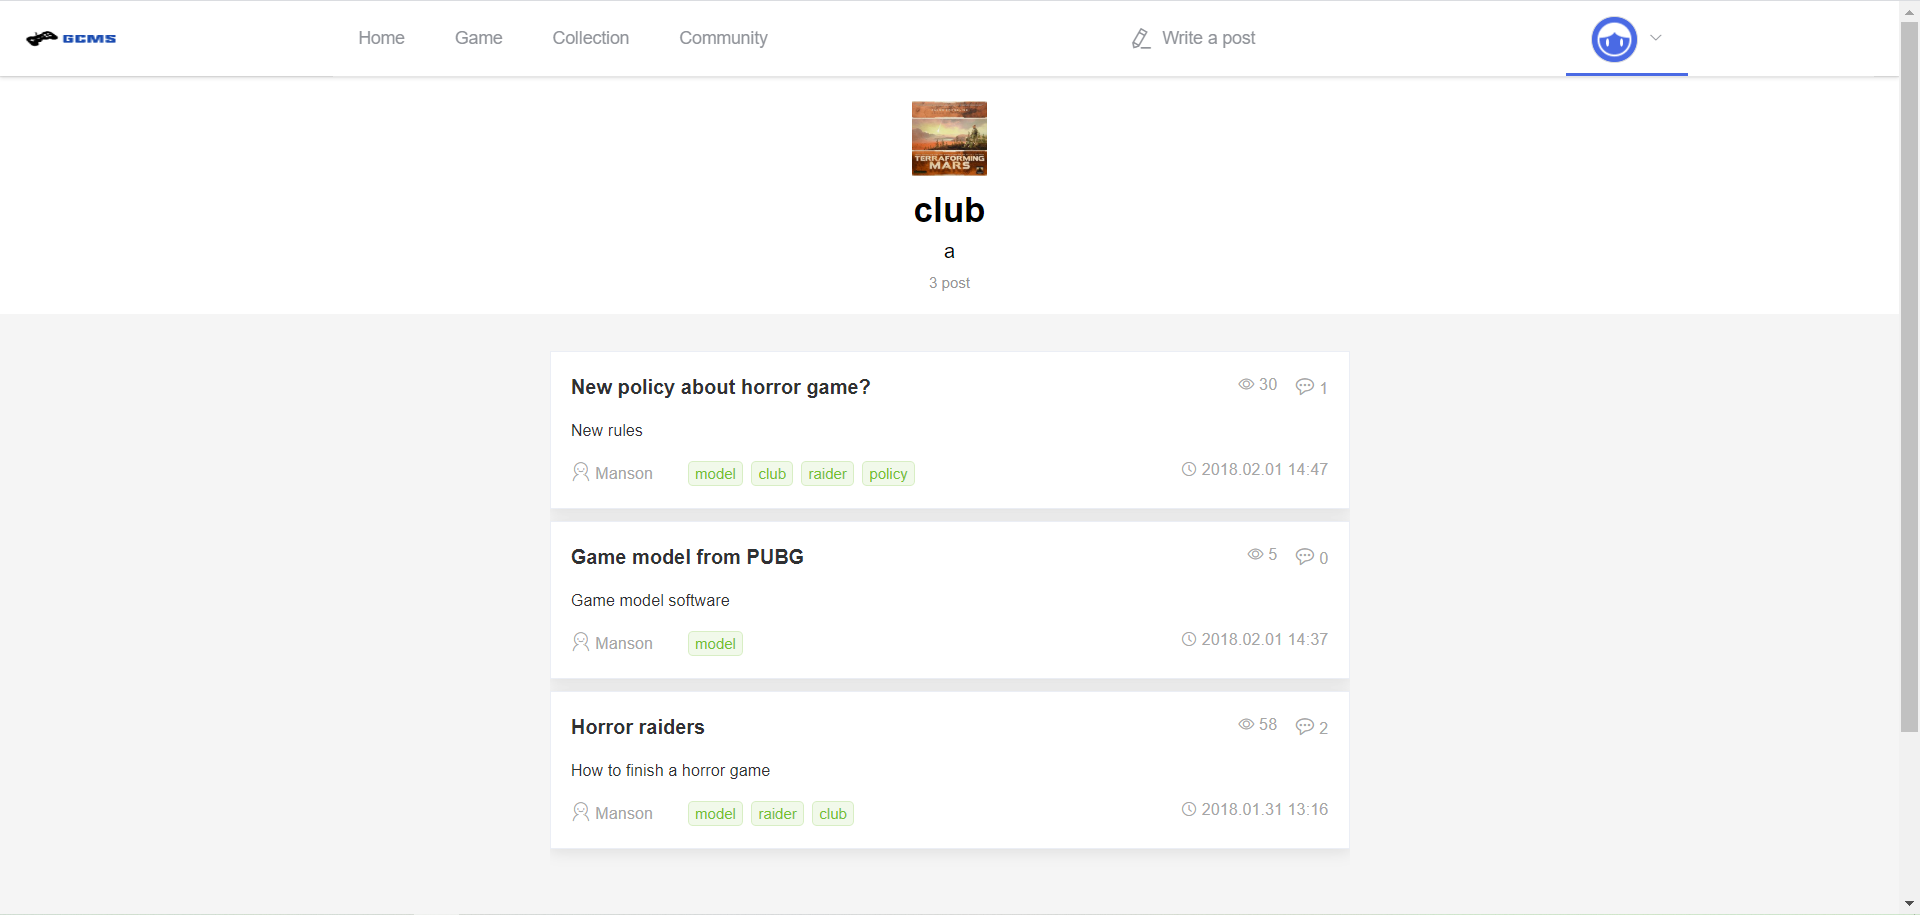 GCMS
Home Game Collection Community Write a post
TERRAFORMING
MARS
club
a
3 post
New policy about horror game? 30 1
New rules
Manson model club raider policy 2018.02.01 14:47
Game model from PUBG 5 0
Game model software
Manson model 2018.02.01 14:37
Horror raiders 58 2
How to finish a horror game
Manson model raider club 2018.01.31 13:16